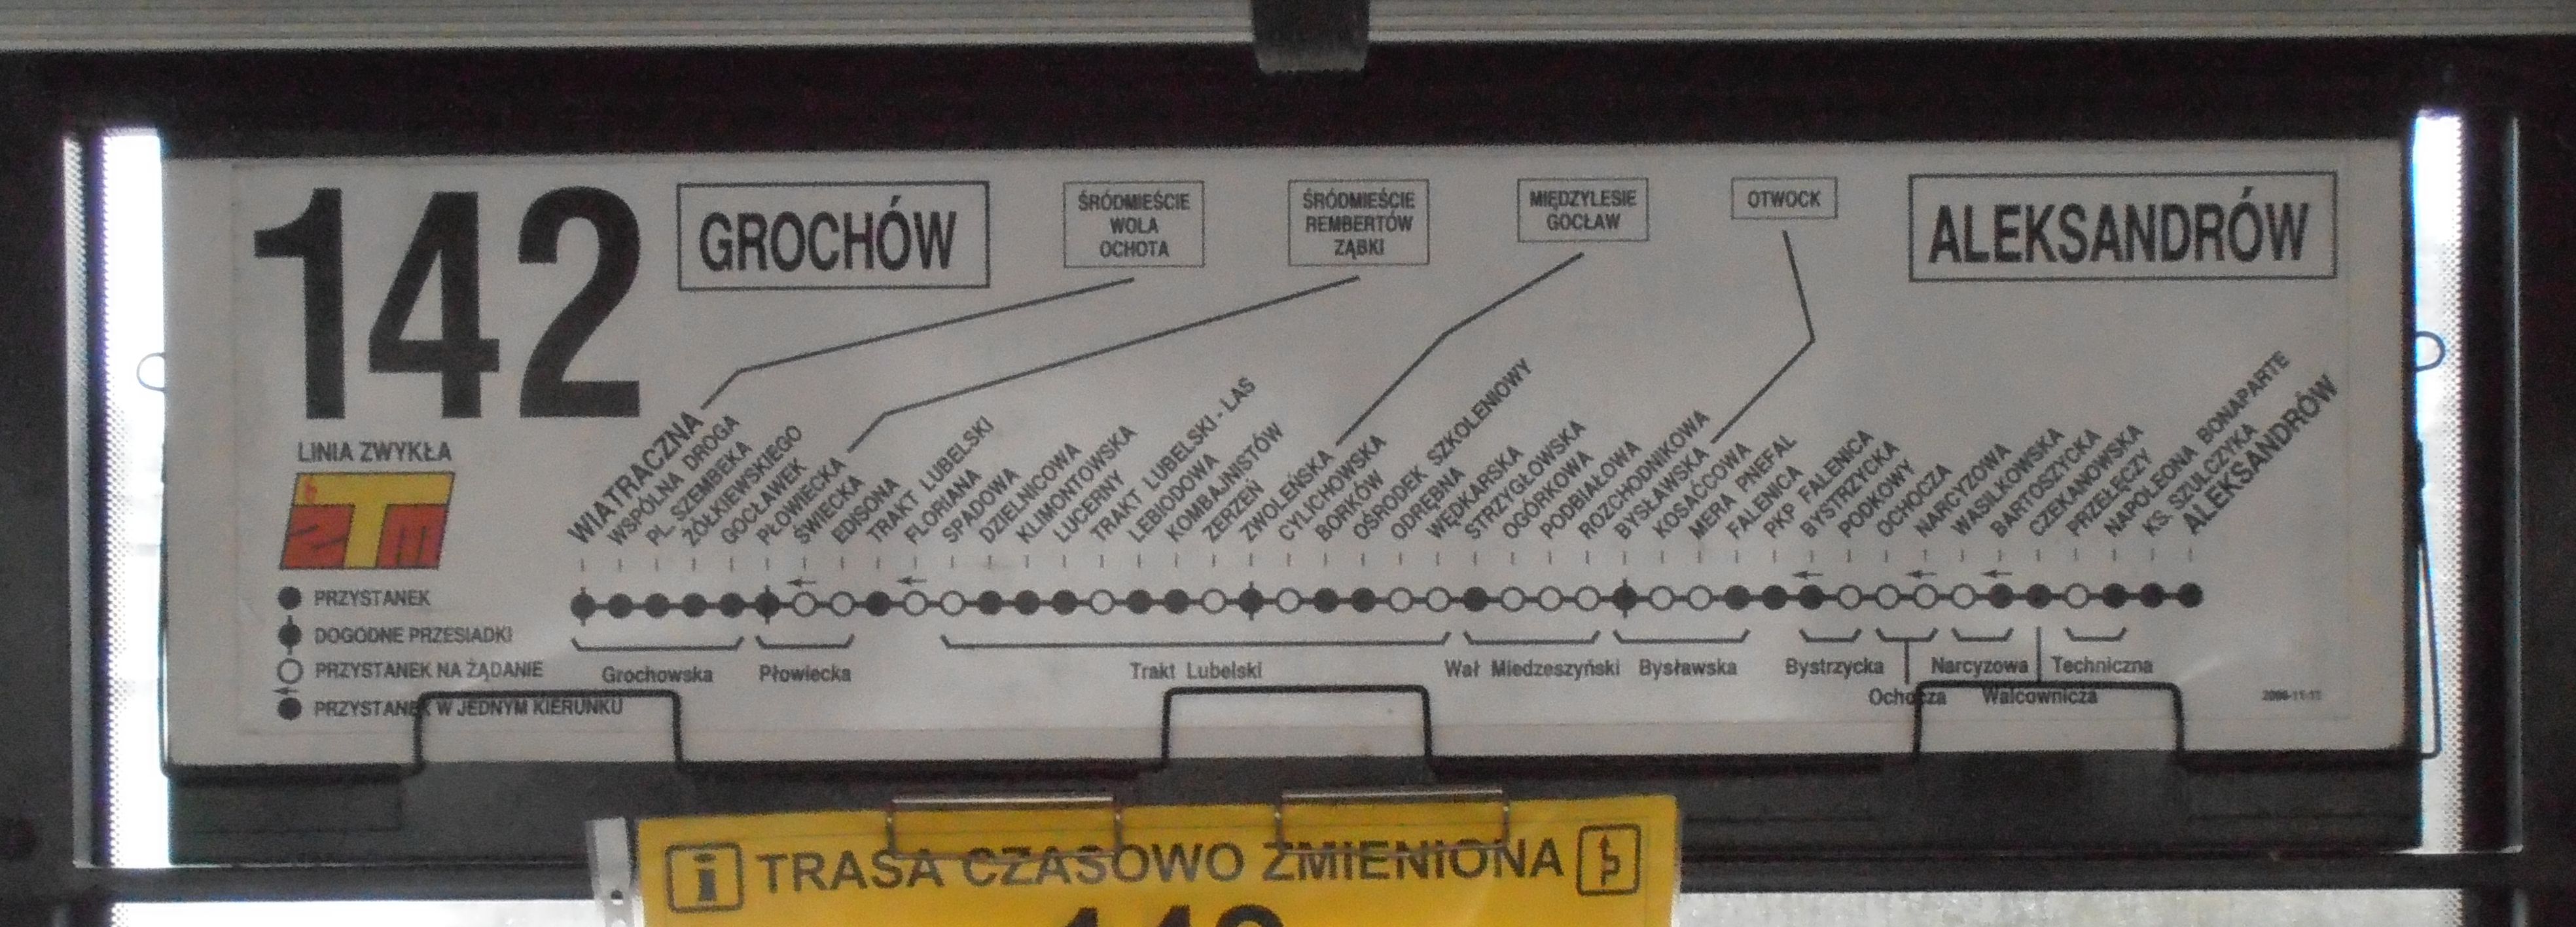 142
GROCHÓW
ŚRÓDMIEŚCIE
WOLA
OCHOTA
ŚRÓDMIEŚCIE
REMBERTÓW
ZĄBKI
MIĘDZYLESIE
GOCŁAW
OTWOCK
ALEKSANDRÓW
LINIA ZWYKŁA
ZTM
WIATRACZNA
WSPÓLNA DROGA
PL. SZEMBEKA
ŻÓŁKIEWSKIEGO
GOCŁAWEK
PŁOWIECKA
ŚWIECKA
EDISONA
TRAKT LUBELSKI
FLORIANA
SPADOWA
DZIELNICOWA
KLIMONTOWSKA
LUCERNY
TRAKT LUBELSKI - LAS
LEBIODOWA
KOMBAJNISTÓW
ZERZEŃ
ZWOLEŃSKA
CYLICHOWSKA
BORKÓW
OŚRODEK SZKOLENIOWY
ODRĘBNA
WĘDKARSKA
STRZYGŁOWSKA
OGÓRKOWA
PODBIAŁOWA
ROZCHODNIKOWA
BYSŁAWSKA
KOSAĆCOWA
MERA PNEFAL
FALENICA
PKP FALENICA
BYSTRZYCKA
PODKOWY
OCHOCZA
NARCYZOWA
WASILKOWSKA
BARTOSZYCKA
CZEKANOWSKA
PRZEŁĘCZY
NAPOLEONA BONAPARTE
KS. SZULCZYKA
ALEKSANDRÓW
PRZYSTANEK
DOGODNE PRZESIADKI
PRZYSTANEK NA ŻĄDANIE
PRZYSTANEK W JEDNYM KIERUNKU
Grochowska
Płowiecka
Trakt Lubelski
Wał Miedzeszyński
Bysławska
Bystrzycka
Ochocza
Narcyzowa
Walcownicza
Techniczna
TRASA CZASOWO ZMIENIONA